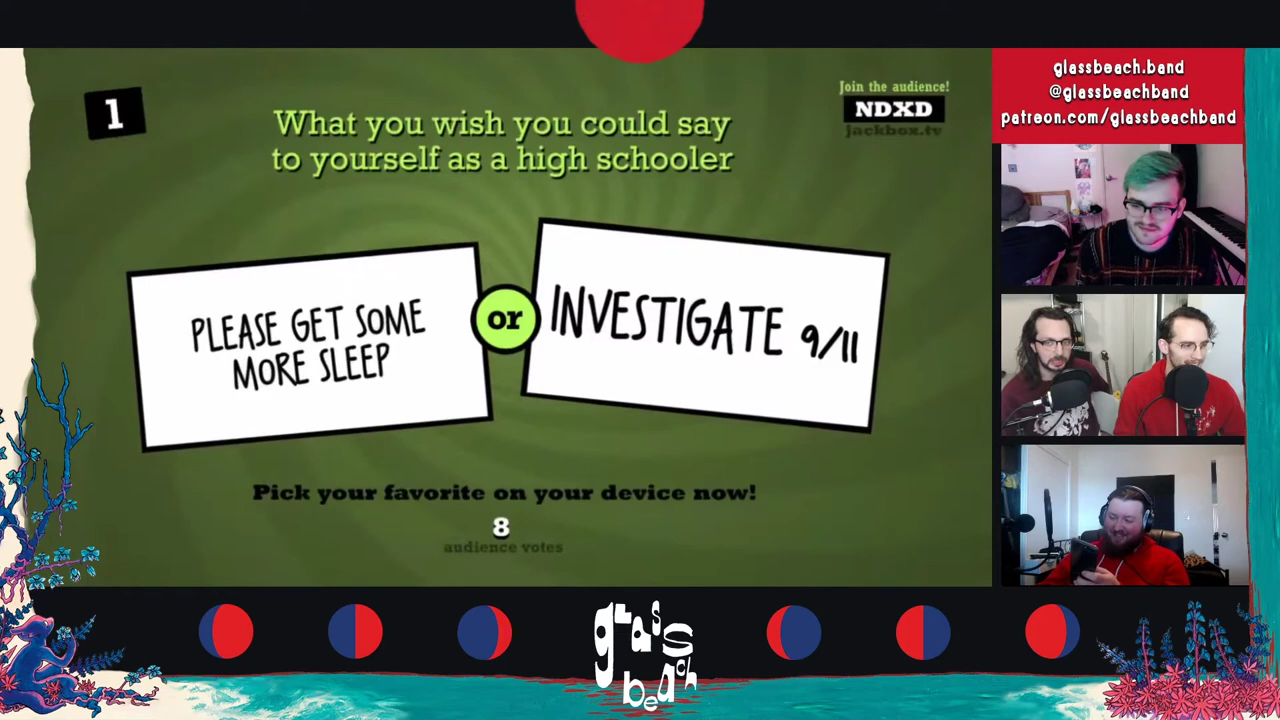 1
What you wish you could say
to yourself as a high schooler
Join the audience!
NDXD
jackbox.tv
PLEASE GET SOME
MORE SLEEP
or
INVESTIGATE 9/11
Pick your favorite on your device now!
8
audience votes
glassbeach.band
@glassbeachband
patreon.com/glassbeachband
glass
beach